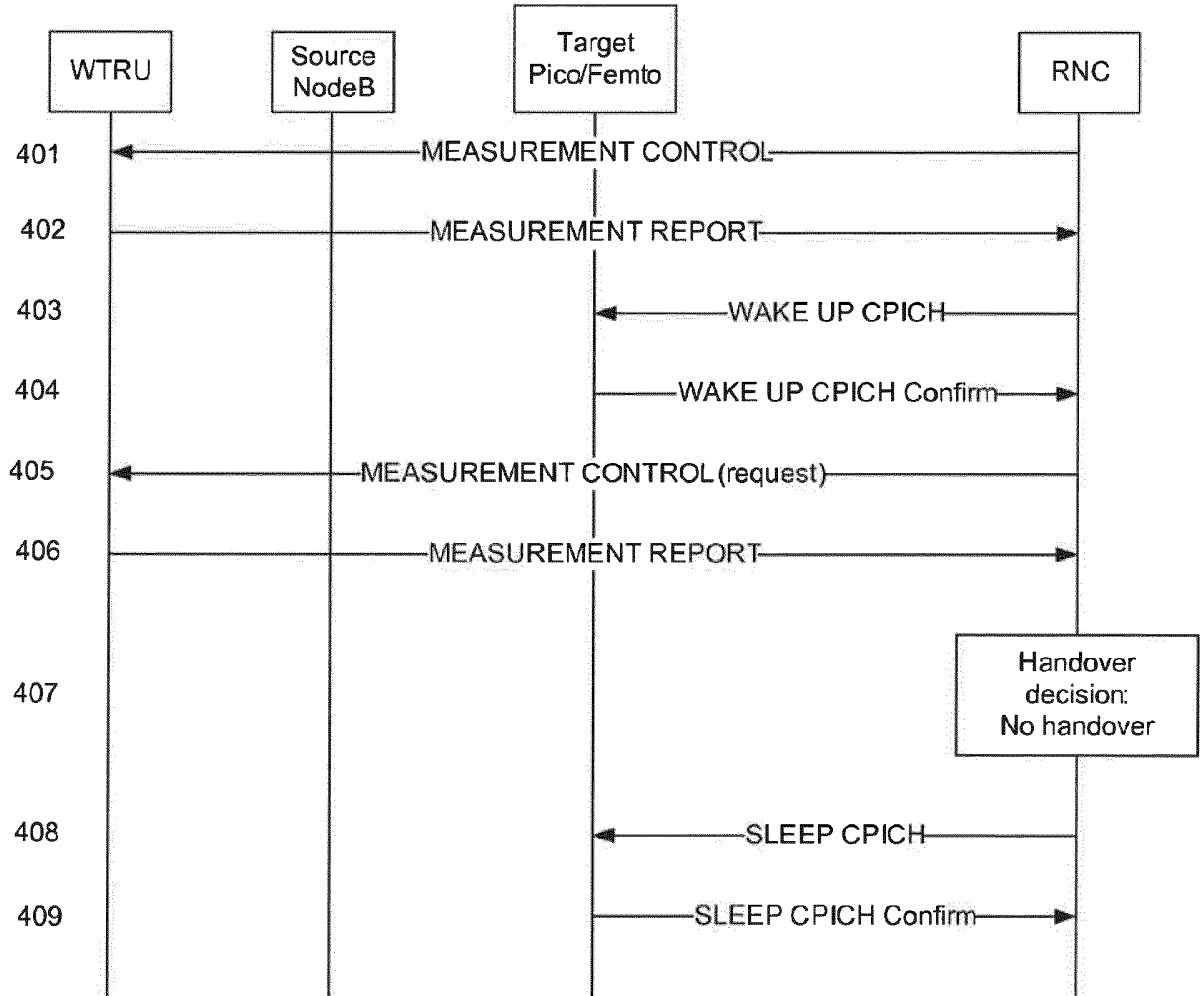 WTRU
Source
NodeB
Target
Pico/Femto
RNC
401
MEASUREMENT CONTROL
402
MEASUREMENT REPORT
403
WAKE UP CPICH
404
WAKE UP CPICH Confirm
405
MEASUREMENT CONTROL (request)
406
MEASUREMENT REPORT
407
Handover
decision:
No handover
408
SLEEP CPICH
409
SLEEP CPICH Confirm